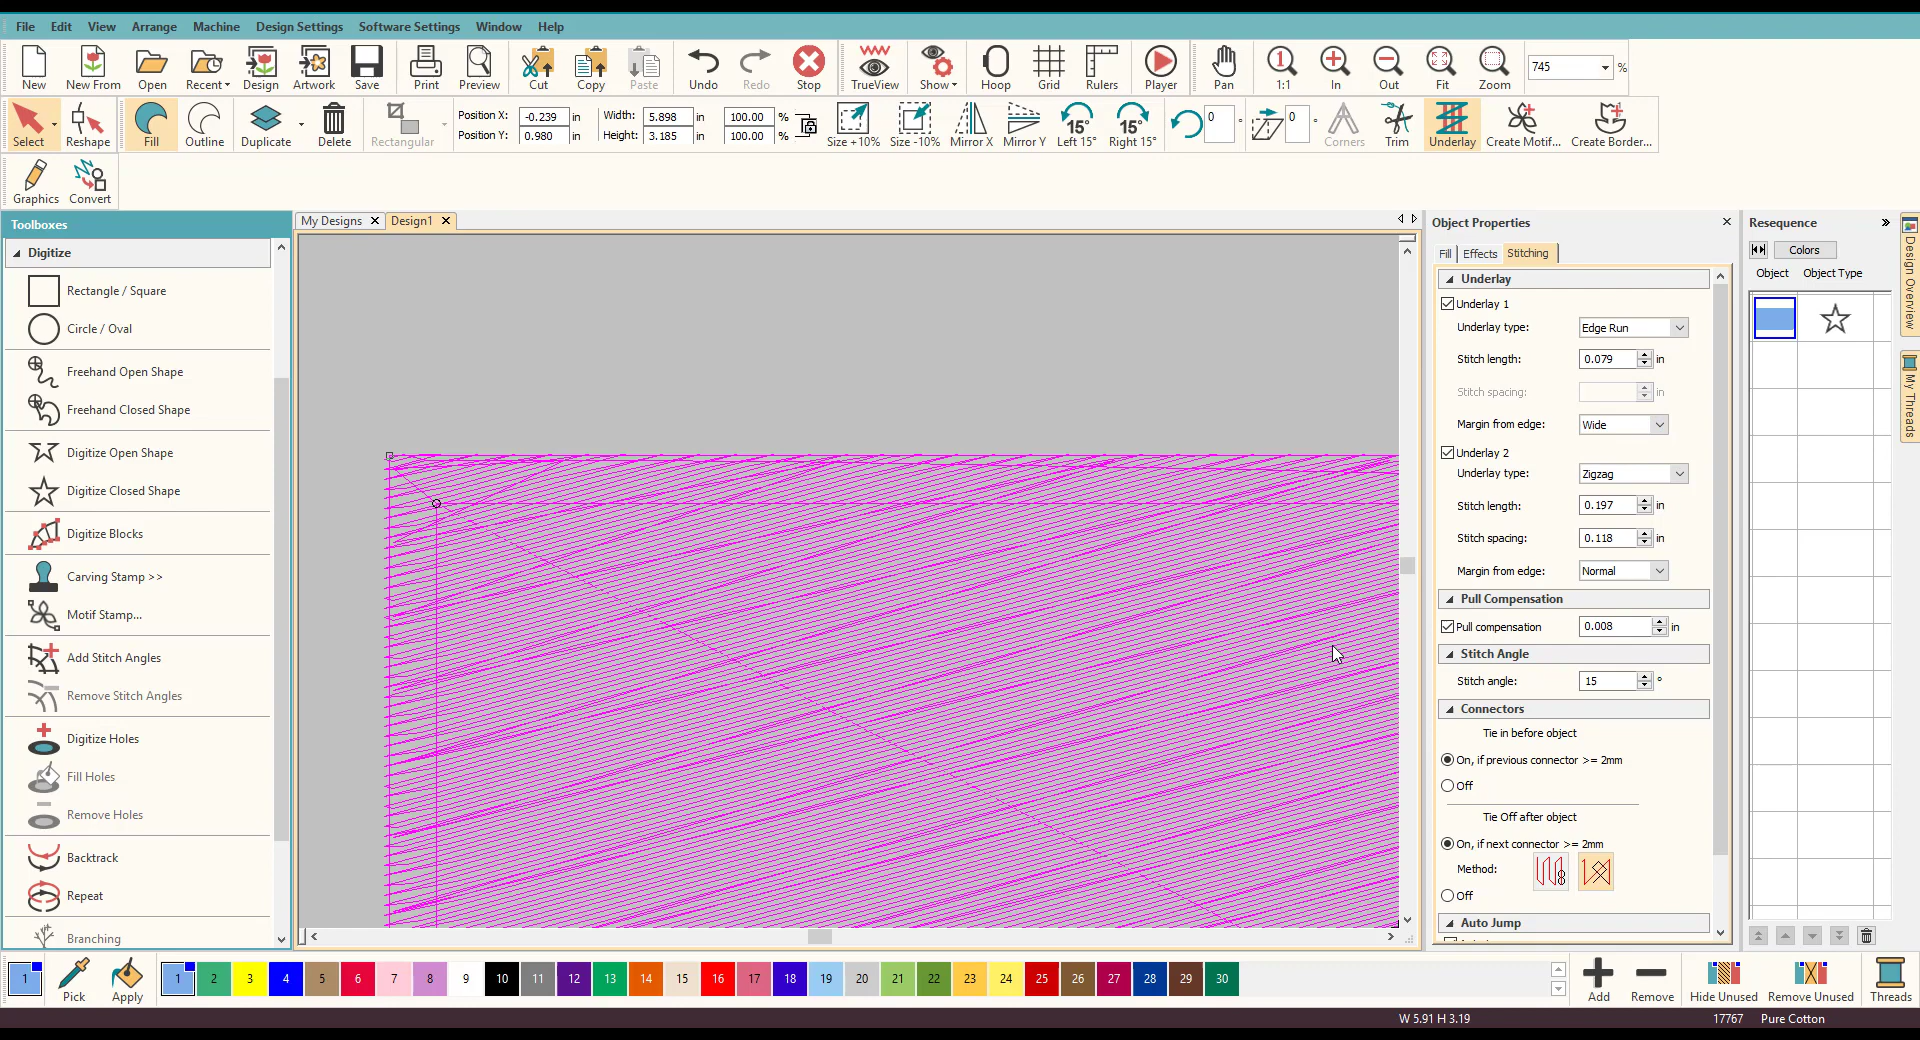 File Edit View Arrange Machine Design Settings Software Settings Window Help
New New From Open Recent Design Artwork Save Print Preview Cut Copy Paste Undo Redo Stop TrueView Show Hoop Grid Rulers Player Pan 1:1 In Out Fit Zoom 745 %
Select Reshape Fill Outline Duplicate Delete Rectangular
Position X: -0.239 in Width: 5.898 in 100.00 %
Position Y: 0.980 in Height: 3.185 in 100.00 %
Size +10% Size -10% Mirror X Mirror Y 15° Left 15° 15° Right 15° 0 ° 0 ° Corners Trim Underlay Create Motif... Create Border...
Graphics Convert
Toolboxes
Digitize
Rectangle / Square
Circle / Oval
Freehand Open Shape
Freehand Closed Shape
Digitize Open Shape
Digitize Closed Shape
Digitize Blocks
Carving Stamp >>
Motif Stamp...
Add Stitch Angles
Remove Stitch Angles
Digitize Holes
Fill Holes
Remove Holes
Backtrack
Repeat
Branching
My Designs Design1
Object Properties
Fill Effects Stitching
Underlay
Underlay 1
Underlay type: Edge Run
Stitch length: 0.079 in
Stitch spacing: in
Margin from edge: Wide
Underlay 2
Underlay type: Zigzag
Stitch length: 0.197 in
Stitch spacing: 0.118 in
Margin from edge: Normal
Pull Compensation
Pull compensation 0.008 in
Stitch Angle
Stitch angle: 15 °
Connectors
Tie in before object
On, if previous connector >= 2mm
Off
Tie Off after object
On, if next connector >= 2mm
Method:
Off
Auto Jump
Resequence
Colors
Object Object Type
Design Overview
My Threads
1 Pick Apply 1 2 3 4 5 6 7 8 9 10 11 12 13 14 15 16 17 18 19 20 21 22 23 24 25 26 27 28 29 30 Add Remove Hide Unused Remove Unused Threads
W 5.91 H 3.19 17767 Pure Cotton